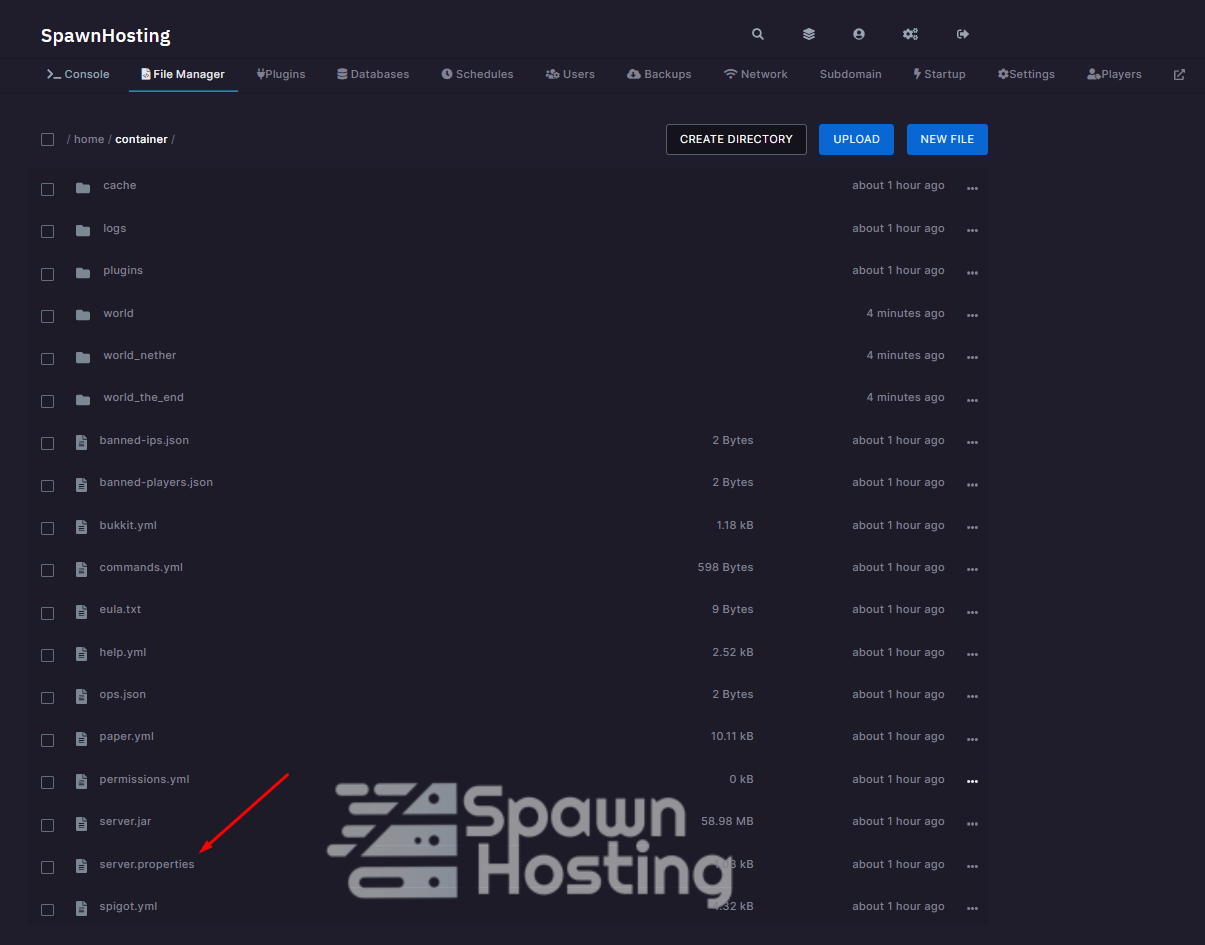 SpawnHosting
Console File Manager Plugins Databases Schedules Users Backups Network Subdomain Startup Settings Players
/ home / container /
CREATE DIRECTORY UPLOAD NEW FILE
cache about 1 hour ago
logs about 1 hour ago
plugins about 1 hour ago
world 4 minutes ago
world_nether 4 minutes ago
world_the_end 4 minutes ago
banned-ips.json 2 Bytes about 1 hour ago
banned-players.json 2 Bytes about 1 hour ago
bukkit.yml 1.18 kB about 1 hour ago
commands.yml 598 Bytes about 1 hour ago
eula.txt 9 Bytes about 1 hour ago
help.yml 2.52 kB about 1 hour ago
ops.json 2 Bytes about 1 hour ago
paper.yml 10.11 kB about 1 hour ago
permissions.yml 0 kB about 1 hour ago
server.jar 58.98 MB about 1 hour ago
server.properties kB about 1 hour ago
spigot.yml kB about 1 hour ago
Spawn
Hosting